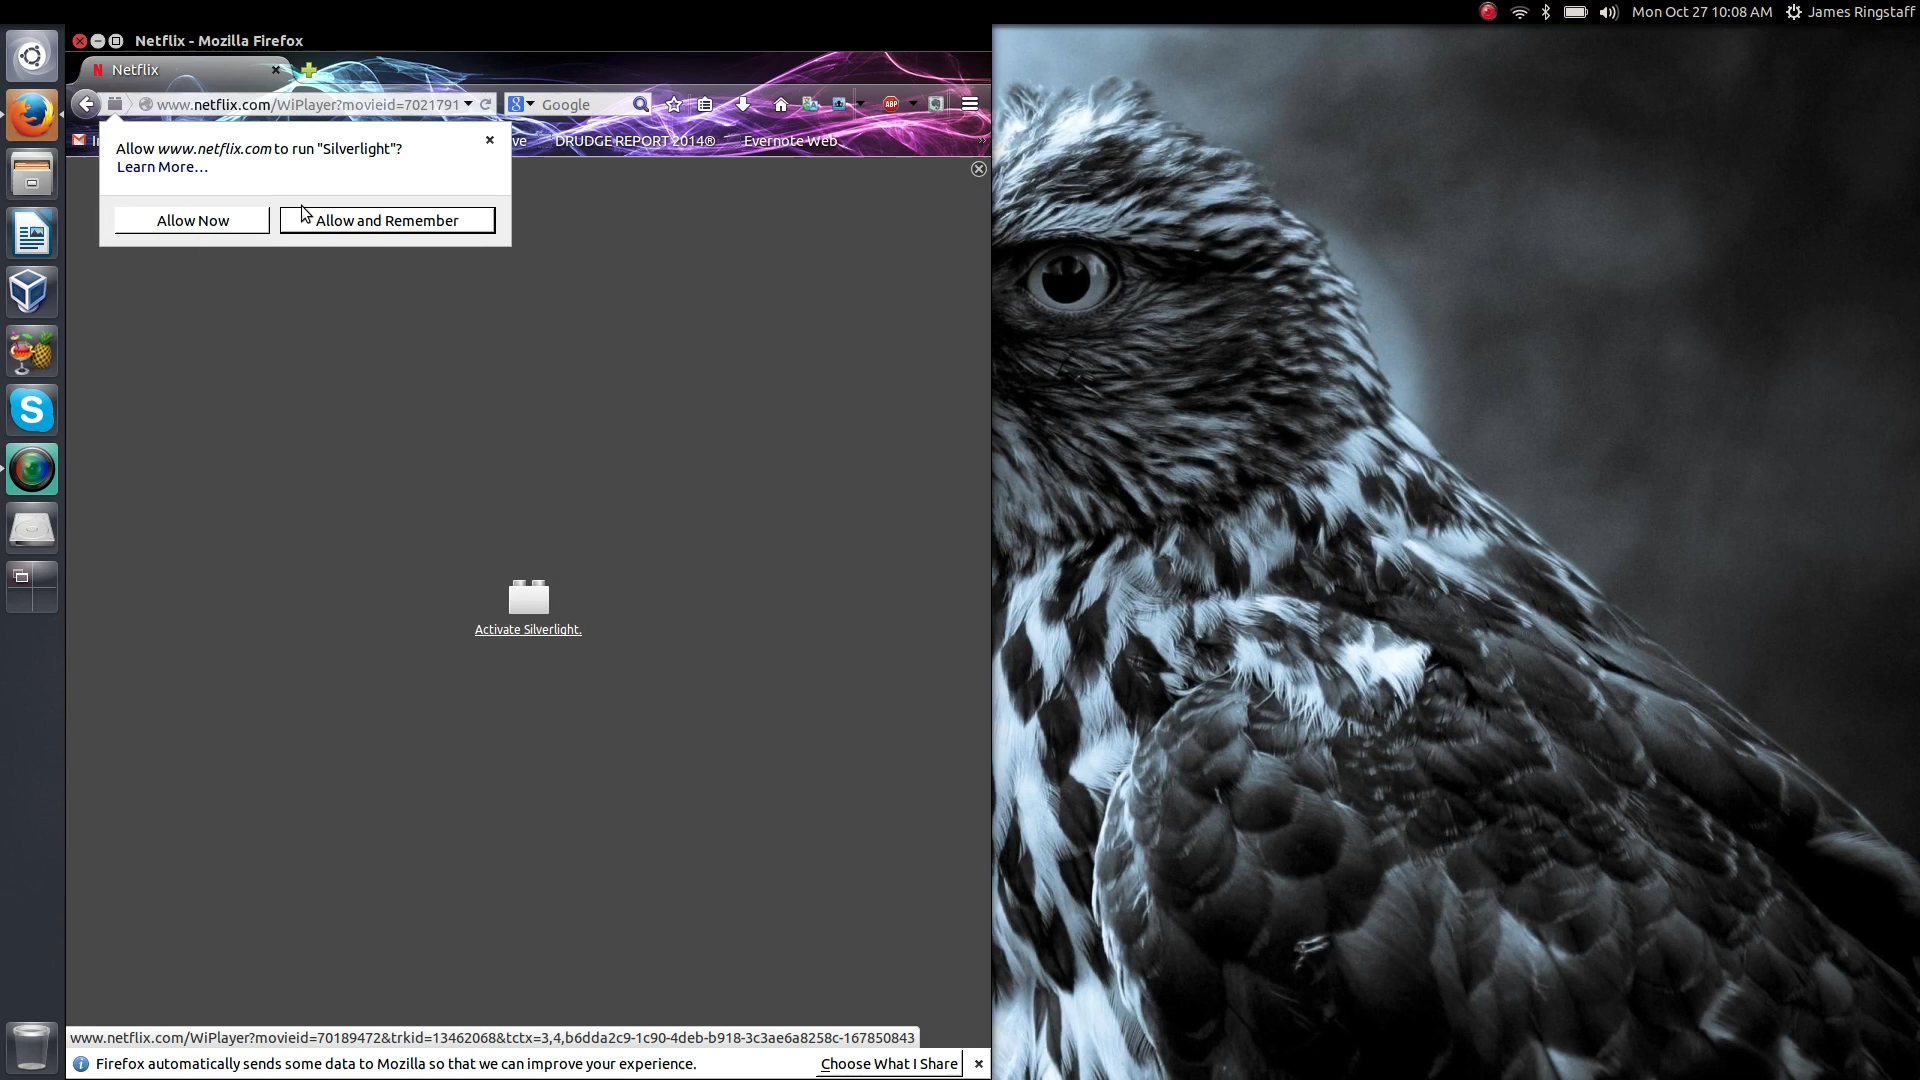 Mon Oct 27 10:08 AM James Ringstaff
Netflix - Mozilla Firefox
Netflix
www.netflix.com/WiPlayer?movieid=7021791
Google
ve DRUDGE REPORT 2014® Evernote Web
Allow www.netflix.com to run "Silverlight"?
Learn More...
Allow Now
Allow and Remember
ABP
Activate Silverlight.
www.netflix.com/WiPlayer?movieid=70189472&trkid=13462068&tctx=3,4,b6dda2c9-1c90-4deb-b918-3c3ae6a8258c-167850843
Firefox automatically sends some data to Mozilla so that we can improve your experience.
Choose What I Share